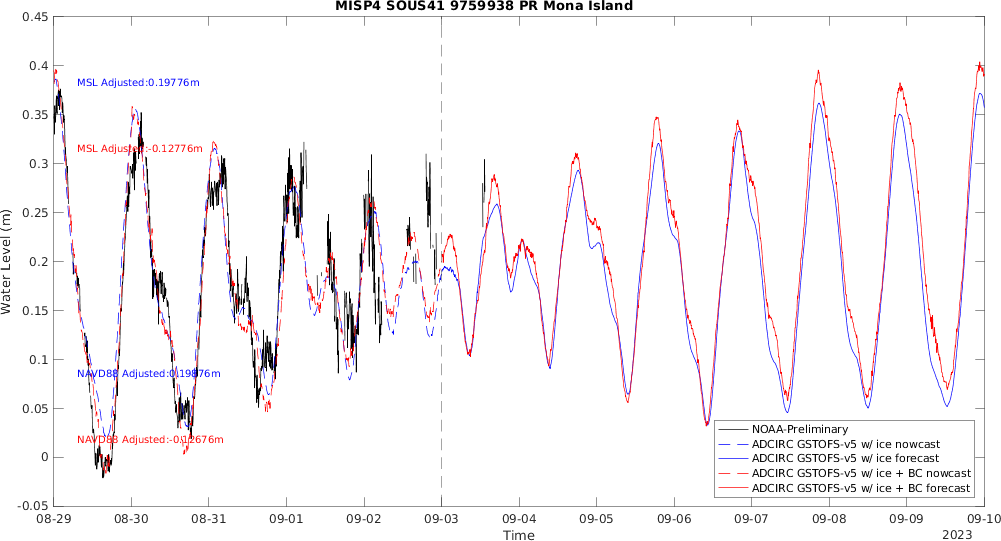 MISP4 SOUS41 9759938 PR Mona Island
Water Level (m)
0.45
0.4
0.35
0.3
0.25
0.2
0.15
0.1
0.05
0
-0.05
MSL Adjusted:0.19776m
MSL Adjusted:-0.12776m
NAVD88 Adjusted:0.19876m
NAVD88 Adjusted:-0.12676m
NOAA-Preliminary
ADCIRC GSTOFS-v5 w/ ice nowcast
ADCIRC GSTOFS-v5 w/ ice forecast
ADCIRC GSTOFS-v5 w/ ice + BC nowcast
ADCIRC GSTOFS-v5 w/ ice + BC forecast
08-29 08-30 08-31 09-01 09-02 09-03 09-04 09-05 09-06 09-07 09-08 09-09 09-10
Time
2023